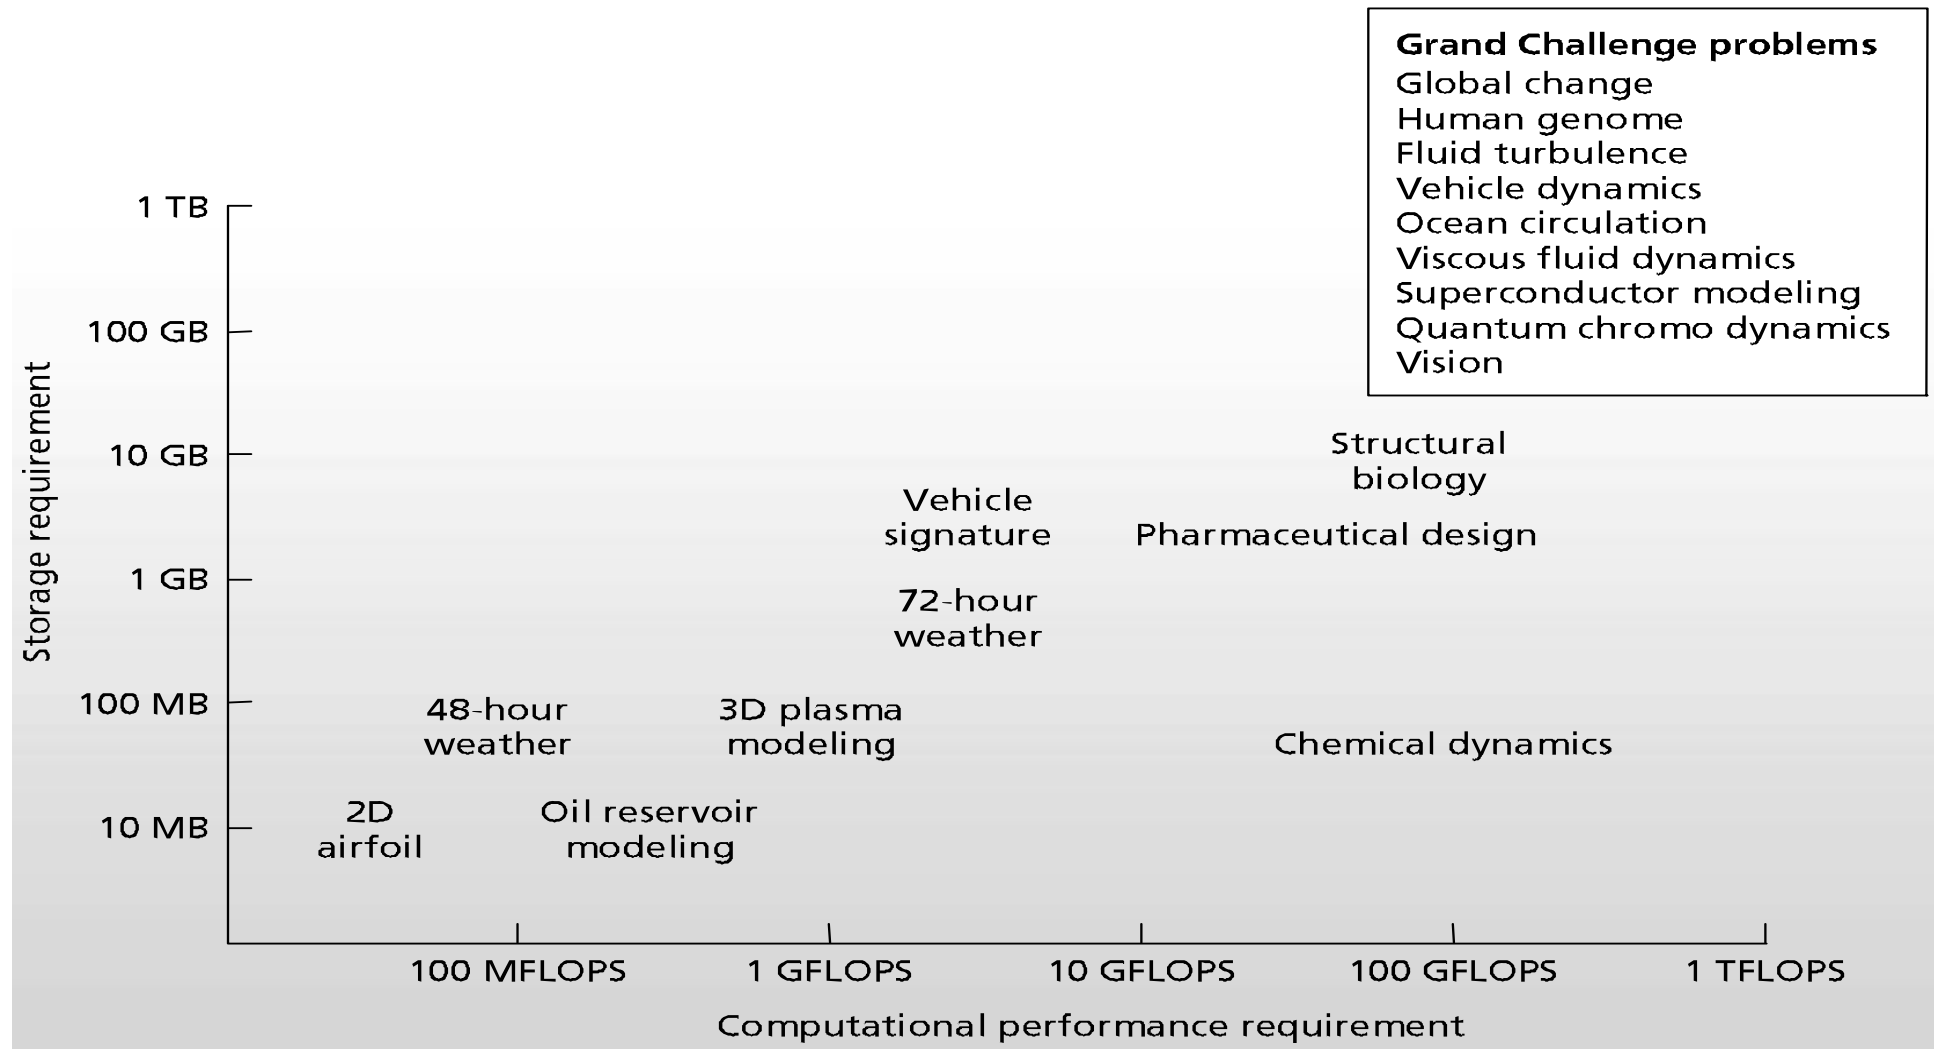 Grand Challenge problems
Global change
Human genome
Fluid turbulence
Vehicle dynamics
Ocean circulation
Viscous fluid dynamics
Superconductor modeling
Quantum chromo dynamics
Vision
1 TB
100 GB
10 GB
1 GB
100 MB
10 MB
Storage requirement
Structural
biology
Vehicle
signature
Pharmaceutical design
72-hour
weather
48-hour
weather
3D plasma
modeling
Chemical dynamics
2D
airfoil
Oil reservoir
modeling
100 MFLOPS
1 GFLOPS
10 GFLOPS
100 GFLOPS
1 TFLOPS
Computational performance requirement